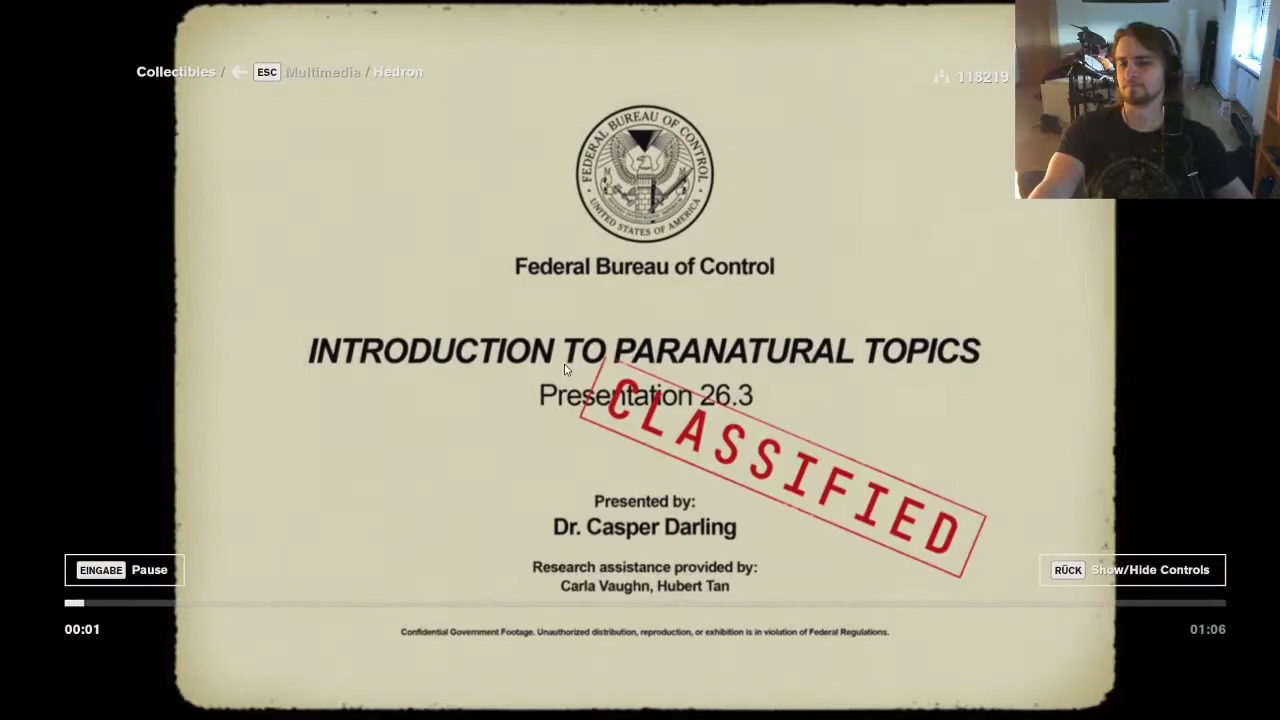 Collectibles / ESC Multimedia / Hedron
118219
FEDERAL BUREAU OF CONTROL
UNITED STATES OF AMERICA
Federal Bureau of Control
INTRODUCTION TO PARANATURAL TOPICS
Presentation 26.3
CLASSIFIED
Presented by:
Dr. Casper Darling
Research assistance provided by:
Carla Vaughn, Hubert Tan
EINGABE Pause
RÜCK Show/Hide Controls
00:01
01:06
Confidential Government Footage. Unauthorized distribution, reproduction, or exhibition is in violation of Federal Regulations.